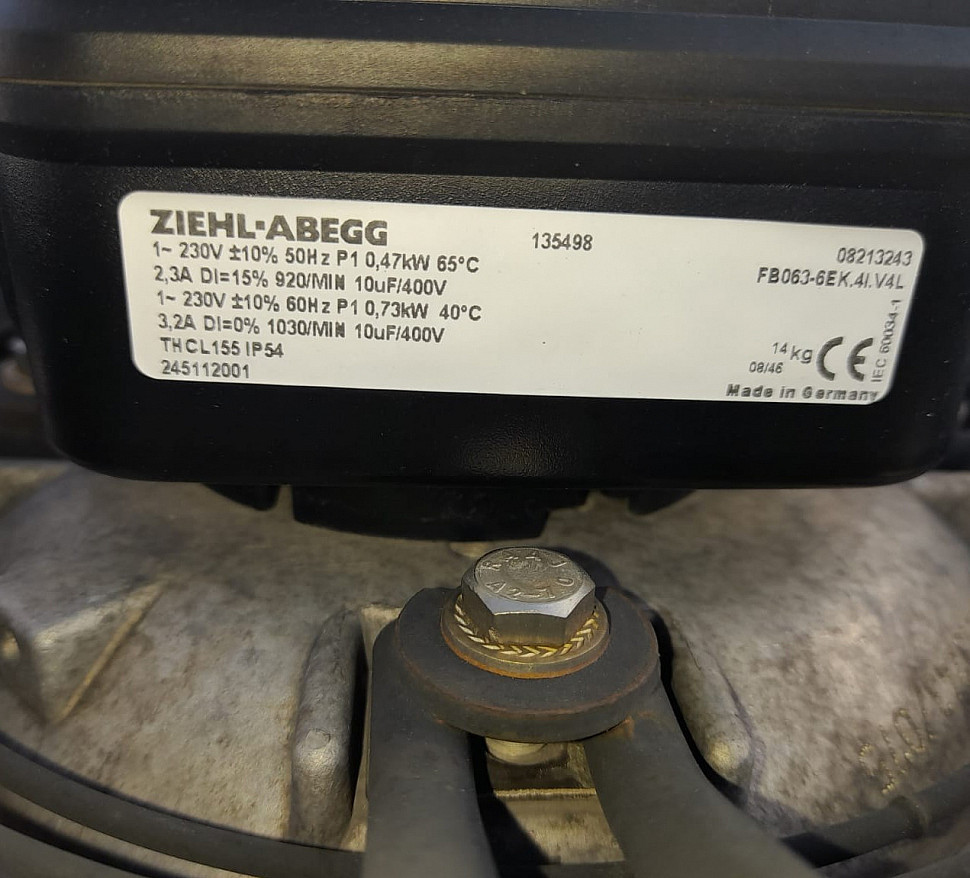 ZIEHL-ABEGG
135498
08213243
1~ 230V ±10% 50Hz P1 0,47kW 65°C
FB063-6EK.4I.V4L
2,3A DI=15% 920/MIN 10uF/400V
1~ 230V ±10% 60Hz P1 0,73kW 40°C
3,2A DI=0% 1030/MIN 10uF/400V
THCL155 IP54
245112001
14 kg
CE
IEC 60034-1
08/46
Made in Germany